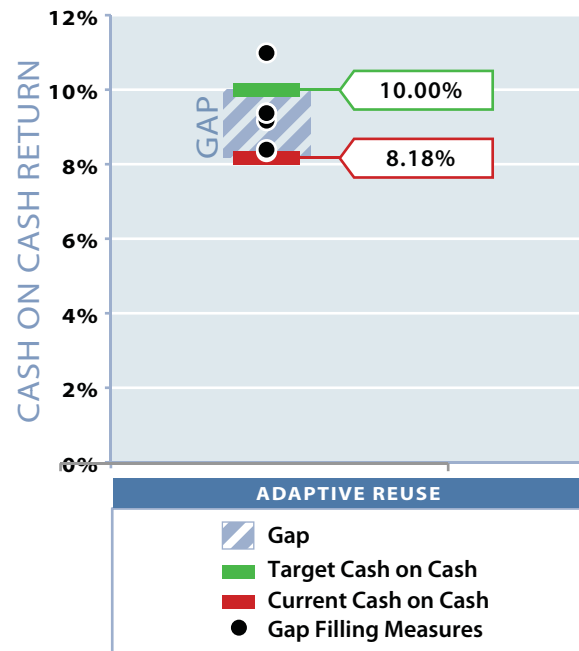 CASH ON CASH RETURN
12%
10%
8%
6%
4%
2%
0%
GAP
10.00%
8.18%
ADAPTIVE REUSE
Gap
Target Cash on Cash
Current Cash on Cash
Gap Filling Measures